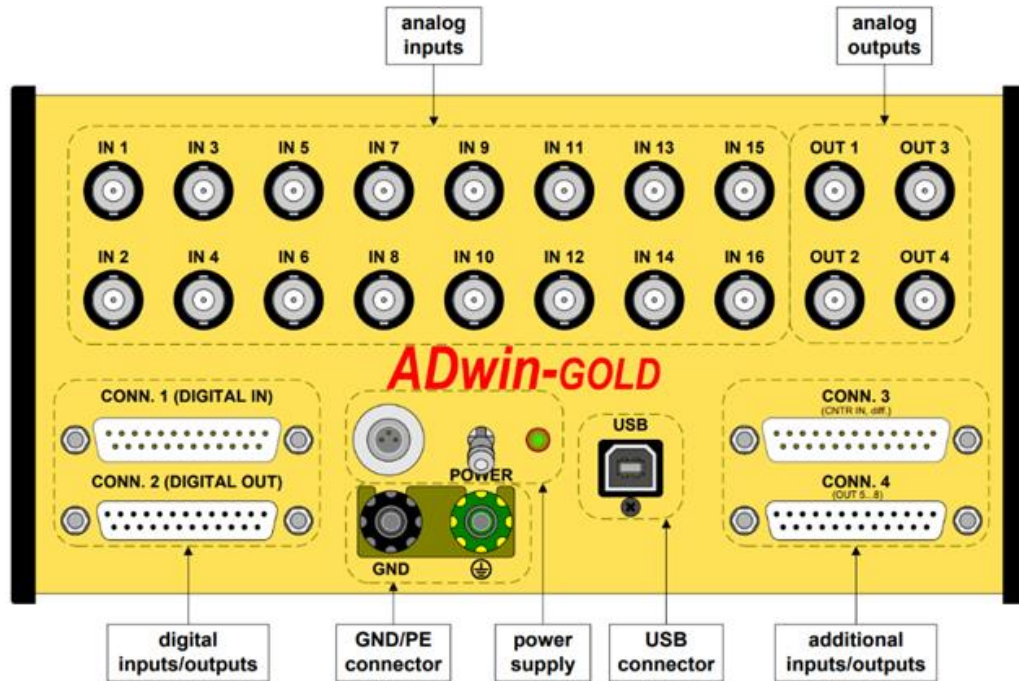 analog
inputs
analog
outputs
IN 1 IN 3 IN 5 IN 7 IN 9 IN 11 IN 13 IN 15 OUT 1 OUT 3
IN 2 IN 4 IN 6 IN 8 IN 10 IN 12 IN 14 IN 16 OUT 2 OUT 4
ADwin-GOLD
CONN. 1 (DIGITAL IN)
CONN. 2 (DIGITAL OUT)
POWER
GND
USB
CONN. 3
(CNTR IN, diff.)
CONN. 4
(OUT 5...8)
digital
inputs/outputs
GND/PE
connector
power
supply
USB
connector
additional
inputs/outputs